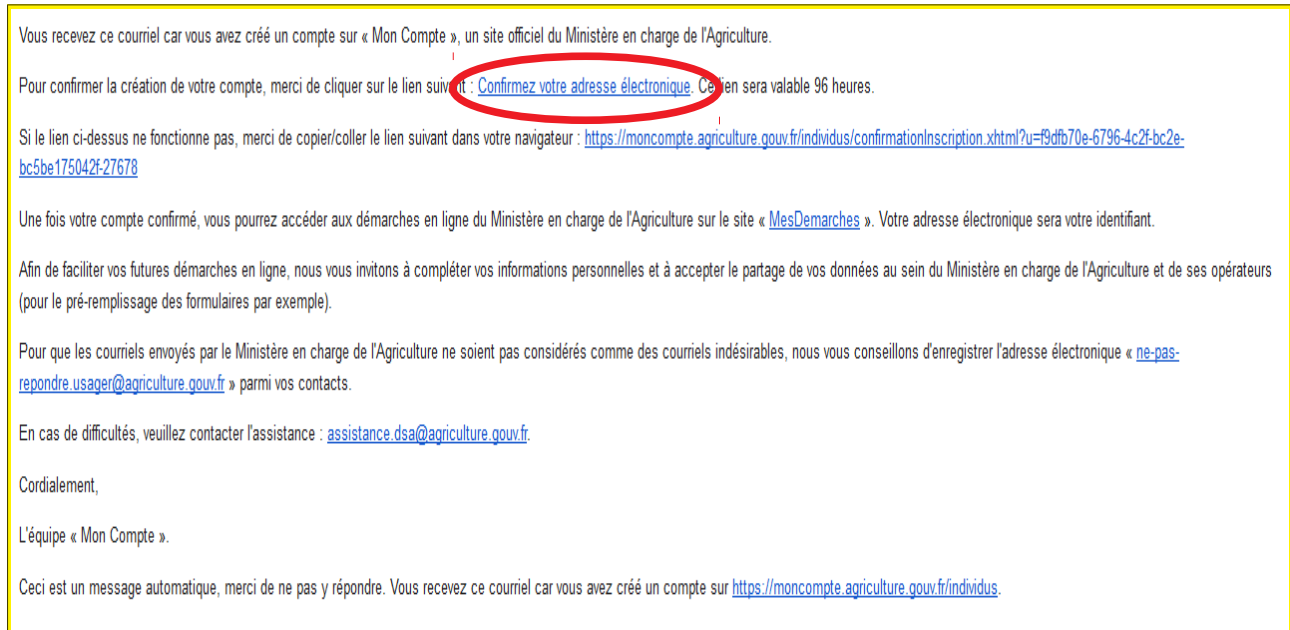 Vous recevez ce courriel car vous avez créé un compte sur « Mon Compte », un site officiel du Ministère en charge de l'Agriculture.
Pour confirmer la création de votre compte, merci de cliquer sur le lien suivant : Confirmez votre adresse électronique. Ce lien sera valable 96 heures.
Si le lien ci-dessus ne fonctionne pas, merci de copier/coller le lien suivant dans votre navigateur : https://moncompte.agriculture.gouv.fr/individus/confirmationInscription.xhtml?u=f9dfb70e-6796-4c2f-bc2e-
bc5be175042f-27678
Une fois votre compte confirmé, vous pourrez accéder aux démarches en ligne du Ministère en charge de l'Agriculture sur le site « MesDemarches ». Votre adresse électronique sera votre identifiant.
Afin de faciliter vos futures démarches en ligne, nous vous invitons à compléter vos informations personnelles et à accepter le partage de vos données au sein du Ministère en charge de l'Agriculture et de ses opérateurs
(pour le pré-remplissage des formulaires par exemple).
Pour que les courriels envoyés par le Ministère en charge de l'Agriculture ne soient pas considérés comme des courriels indésirables, nous vous conseillons d'enregistrer l'adresse électronique « ne-pas-
repondre.usager@agriculture.gouv.fr » parmi vos contacts.
En cas de difficultés, veuillez contacter l'assistance : assistance.dsa@agriculture.gouv.fr.
Cordialement,
L'équipe « Mon Compte ».
Ceci est un message automatique, merci de ne pas y répondre. Vous recevez ce courriel car vous avez créé un compte sur https://moncompte.agriculture.gouv.fr/individus.